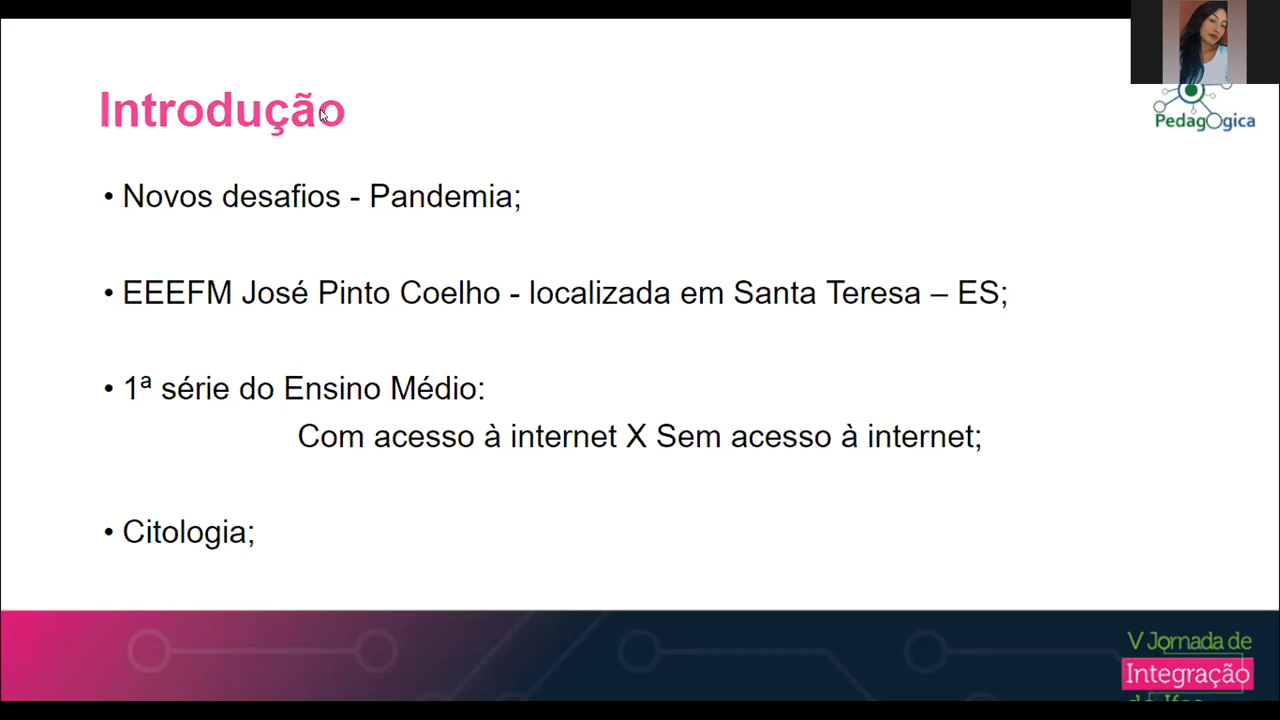 Introdução
PedagOgica
• Novos desafios - Pandemia;
• EEEFM José Pinto Coelho - localizada em Santa Teresa – ES;
• 1ª série do Ensino Médio:
Com acesso à internet X Sem acesso à internet;
• Citologia;
V Jornada de
Integração